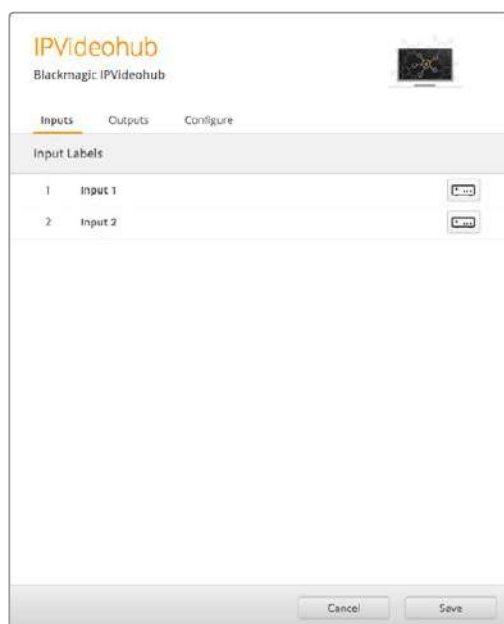 IPVideohub
Blackmagic IPVideohub
Inputs Outputs Configure
Input Labels
1 Input 1
2 Input 2
Cancel Save